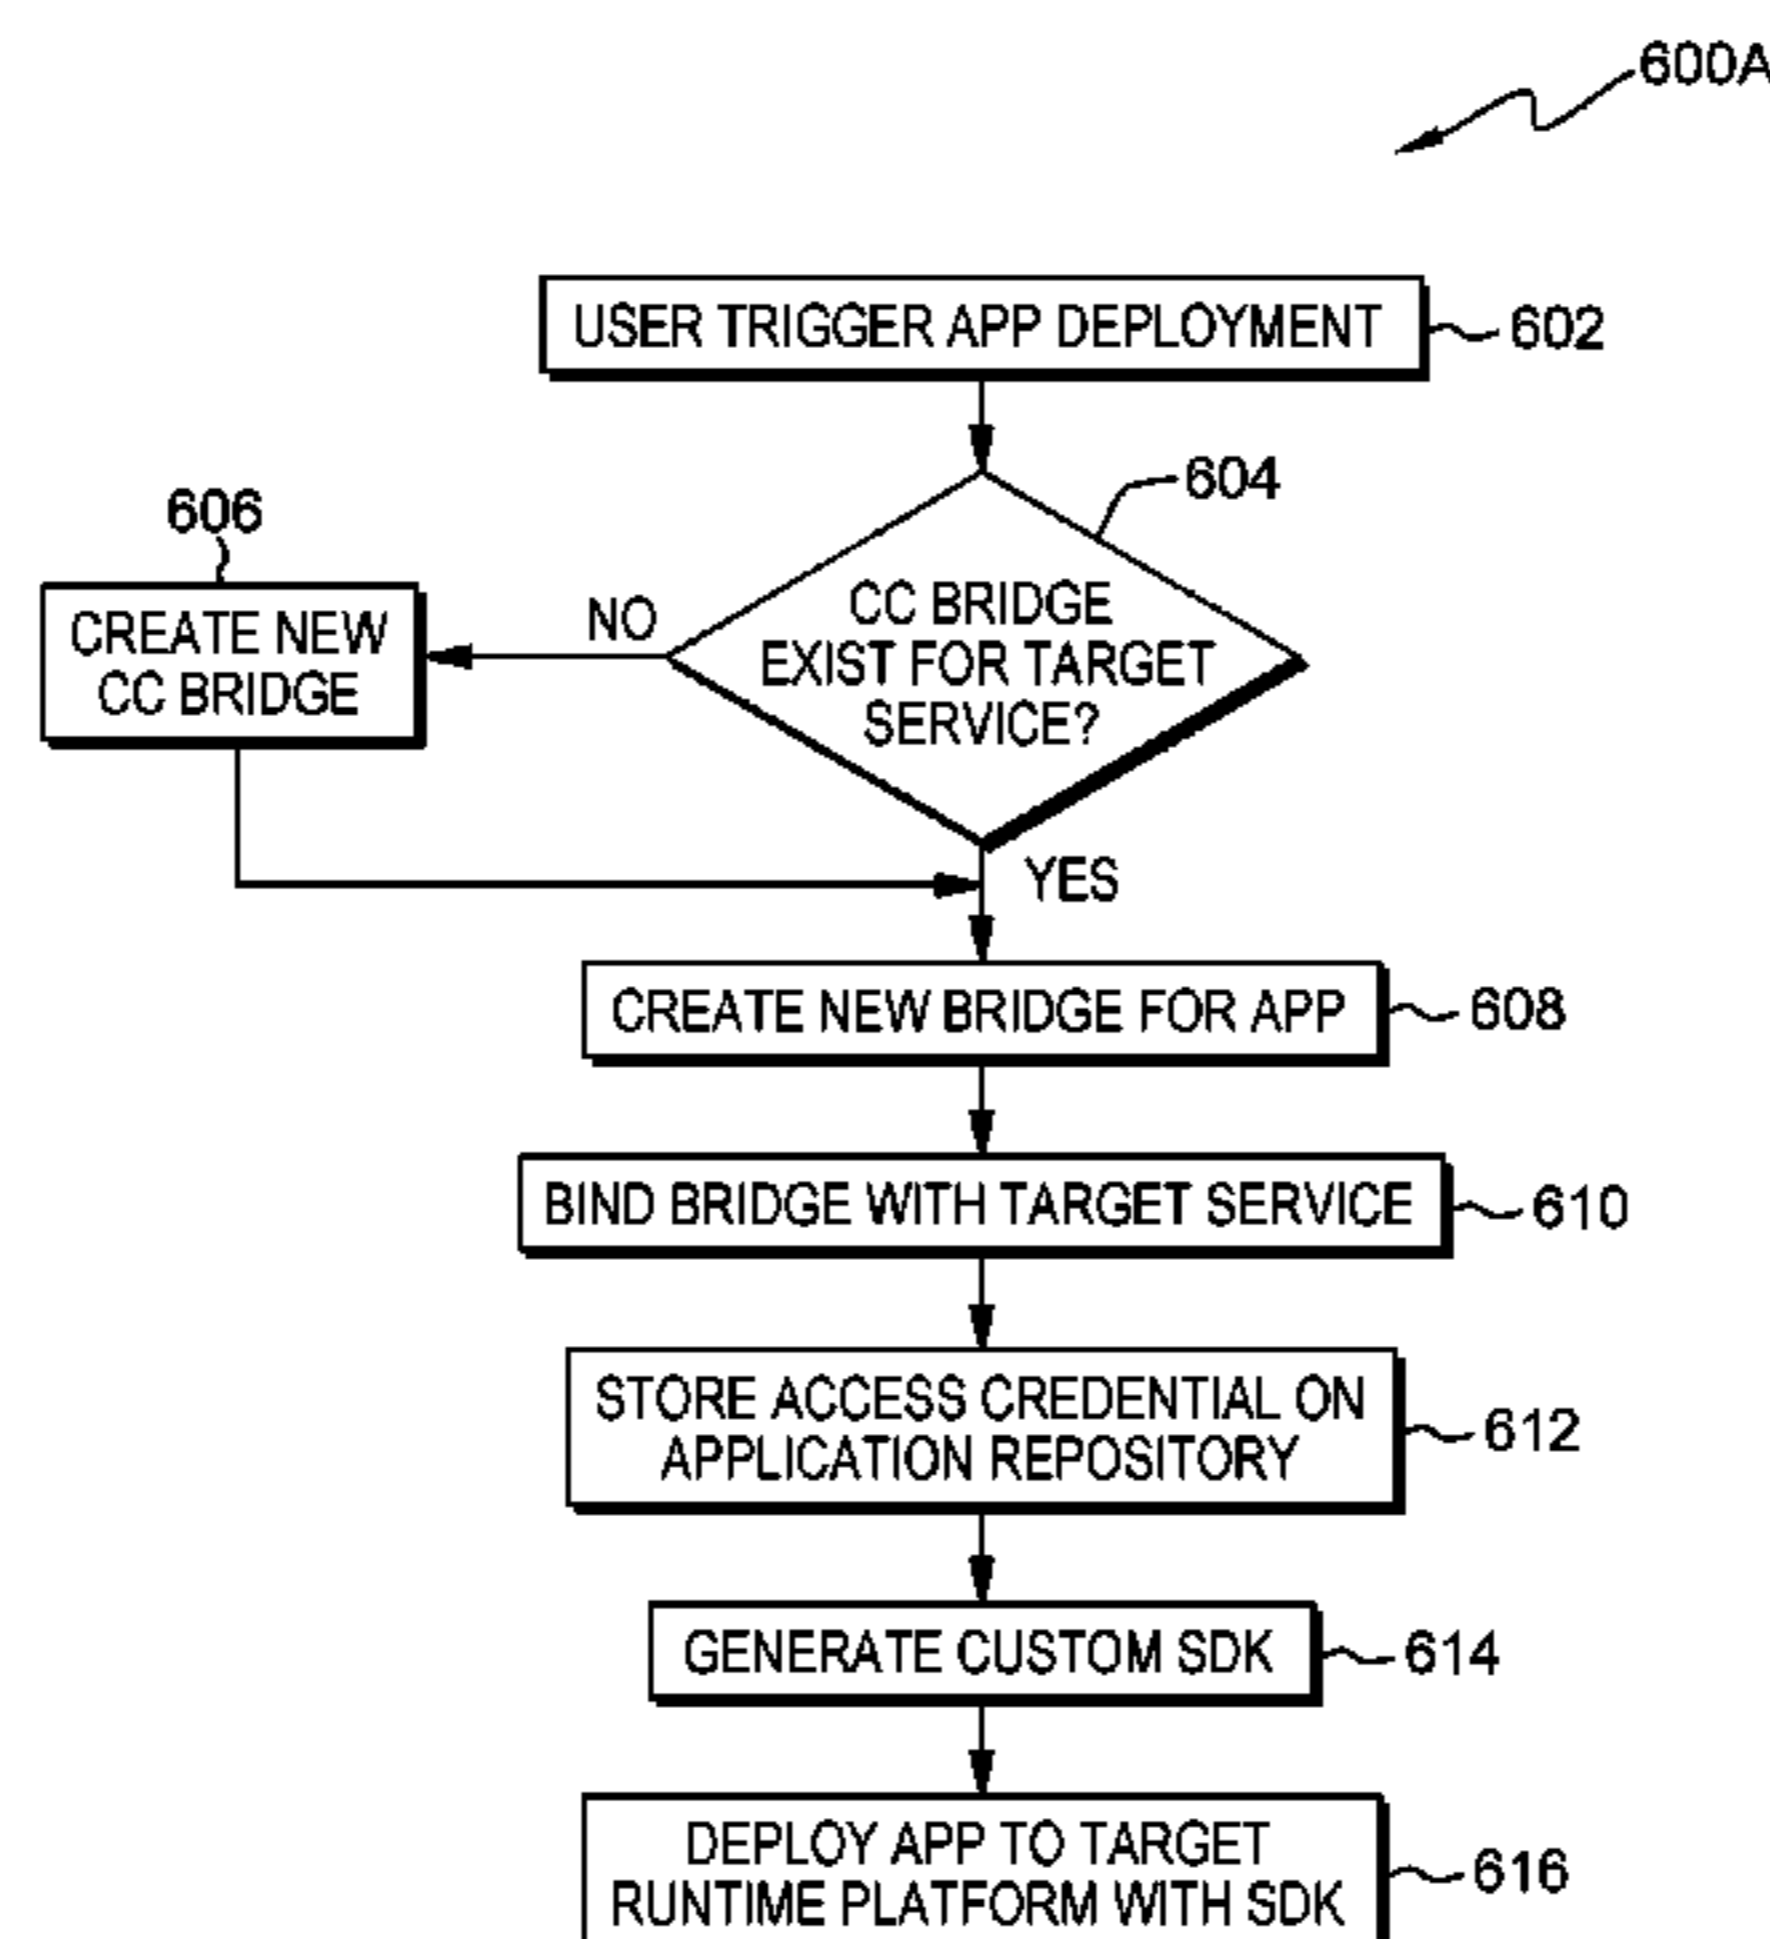 600A
USER TRIGGER APP DEPLOYMENT
602
604
606
CC BRIDGE
EXIST FOR TARGET
SERVICE?
NO
CREATE NEW
CC BRIDGE
YES
CREATE NEW BRIDGE FOR APP
608
BIND BRIDGE WITH TARGET SERVICE
610
STORE ACCESS CREDENTIAL ON
APPLICATION REPOSITORY
612
GENERATE CUSTOM SDK
614
DEPLOY APP TO TARGET
RUNTIME PLATFORM WITH SDK
616